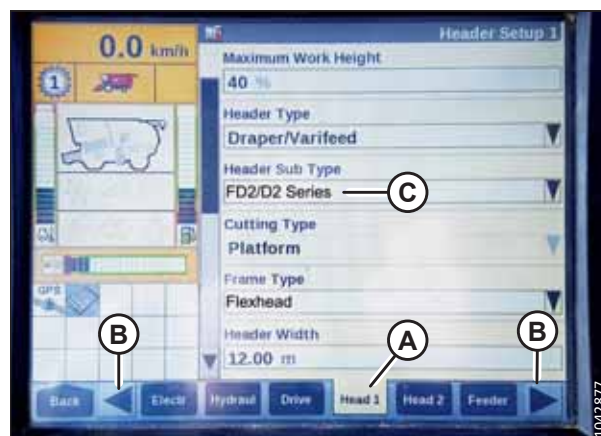 0.0 km/h
Header Setup 1
Maximum Work Height
40 %
1
Header Type
Draper/Varifeed
Header Sub Type
FD2/D2 Series
C
Cutting Type
Platform
Frame Type
Flexhead
GPS
Header Width
12.00 m
A
B
B
Back
Electr
Hydraul
Drive
Head 1
Head 2
Feeder
1042877